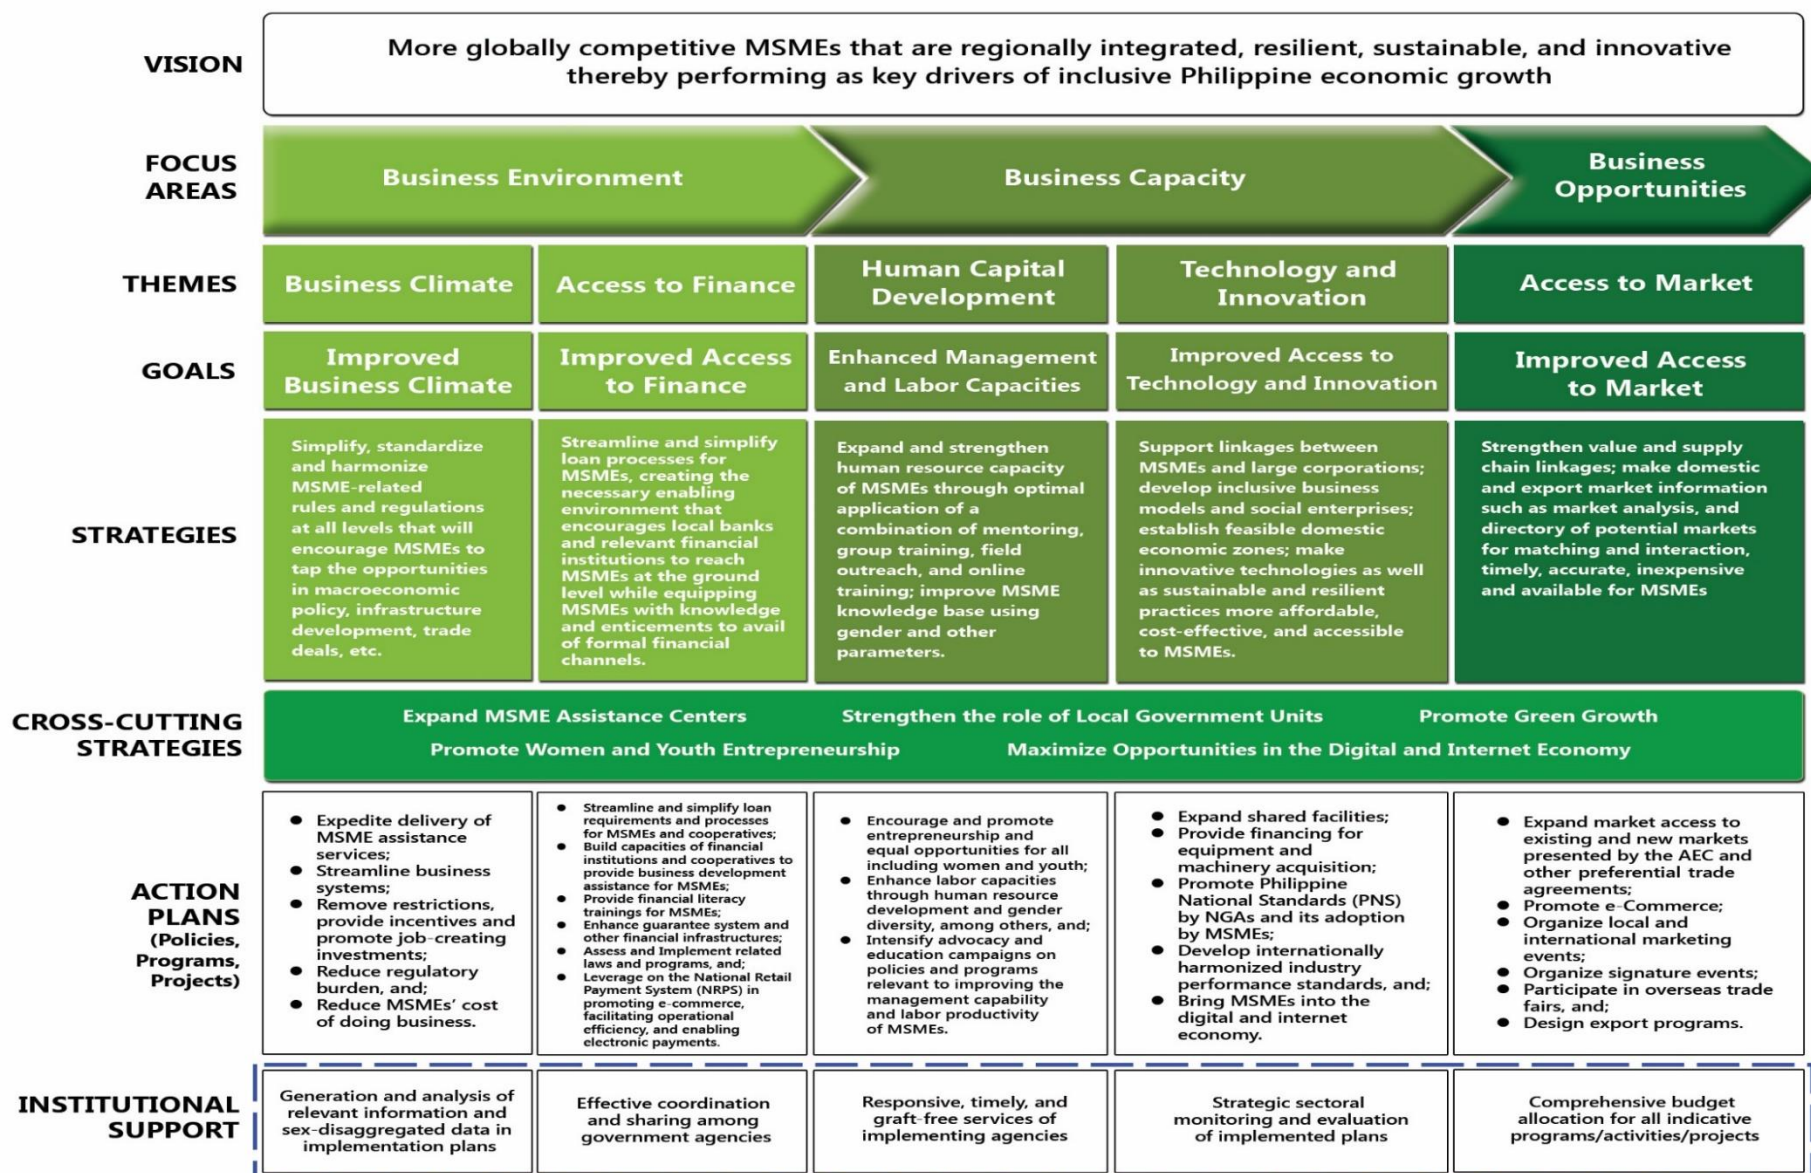 VISION
More globally competitive MSMEs that are regionally integrated, resilient, sustainable, and innovative
thereby performing as key drivers of inclusive Philippine economic growth
FOCUS
AREAS
Business Environment
Business Capacity
Business
Opportunities
THEMES
Business Climate
Access to Finance
Human Capital
Development
Technology and
Innovation
Access to Market
GOALS
Improved
Business Climate
Improved Access
to Finance
Enhanced Management
and Labor Capacities
Improved Access to
Technology and Innovation
Improved Access
to Market
STRATEGIES
Simplify, standardize
and harmonize
MSME-related
rules and regulations
at all levels that will
encourage MSMEs to
tap the opportunities
in macroeconomic
policy, infrastructure
development, trade
deals, etc.
Streamline and simplify
loan processes for
MSMEs, creating the
necessary enabling
environment that
encourages local banks
and relevant financial
institutions to reach
MSMEs at the ground
level while equipping
MSMEs with knowledge
and enticements to avail
of formal financial
channels.
Expand and strengthen
human resource capacity
of MSMEs through optimal
application of a
combination of mentoring,
group training, field
outreach, and online
training; improve MSME
knowledge base using
gender and other
parameters.
Support linkages between
MSMEs and large corporations;
develop inclusive business
models and social enterprises;
establish feasible domestic
economic zones; make
innovative technologies as well
as sustainable and resilient
practices more affordable,
cost-effective, and accessible
to MSMEs.
Strengthen value and supply
chain linkages; make domestic
and export market information
such as market analysis, and
directory of potential markets
for matching and interaction,
timely, accurate, inexpensive
and available for MSMEs
CROSS-CUTTING
STRATEGIES
Expand MSME Assistance Centers
Strengthen the role of Local Government Units
Promote Green Growth
Promote Women and Youth Entrepreneurship
Maximize Opportunities in the Digital and Internet Economy
ACTION
PLANS
(Policies,
Programs,
Projects)
● Expedite delivery of
MSME assistance
services;
● Streamline business
systems;
● Remove restrictions,
provide incentives and
promote job-creating
investments;
● Reduce regulatory
burden, and;
● Reduce MSMEs' cost
of doing business.
● Streamline and simplify loan
requirements and processes
for MSMEs and cooperatives;
● Build capacities of financial
institutions and cooperatives to
provide business development
assistance for MSMEs;
● Provide financial literacy
trainings for MSMEs;
● Enhance guarantee system and
other financial infrastructures;
● Assess and Implement related
laws and programs, and;
● Leverage on the National Retail
Payment System (NRPS) in
promoting e-commerce,
facilitating operational
efficiency, and enabling
electronic payments.
● Encourage and promote
entrepreneurship and
equal opportunities for all
including women and youth;
● Enhance labor capacities
through human resource
development and gender
diversity, among others, and;
● Intensify advocacy and
education campaigns on
policies and programs
relevant to improving the
management capability
and labor productivity
of MSMEs.
● Expand shared facilities;
● Provide financing for
equipment and
machinery acquisition;
● Promote Philippine
National Standards (PNS)
by NGAs and its adoption
by MSMEs;
● Develop internationally
harmonized industry
performance standards, and;
● Bring MSMEs into the
digital and internet
economy.
● Expand market access to
existing and new markets
presented by the AEC and
other preferential trade
agreements;
● Promote e-Commerce;
● Organize local and
international marketing
events;
● Organize signature events;
● Participate in overseas trade
fairs, and;
● Design export programs.
INSTITUTIONAL
SUPPORT
Generation and analysis of
relevant information and
sex-disaggregated data in
implementation plans
Effective coordination
and sharing among
government agencies
Responsive, timely, and
graft-free services of
implementing agencies
Strategic sectoral
monitoring and evaluation
of implemented plans
Comprehensive budget
allocation for all indicative
programs/activities/projects